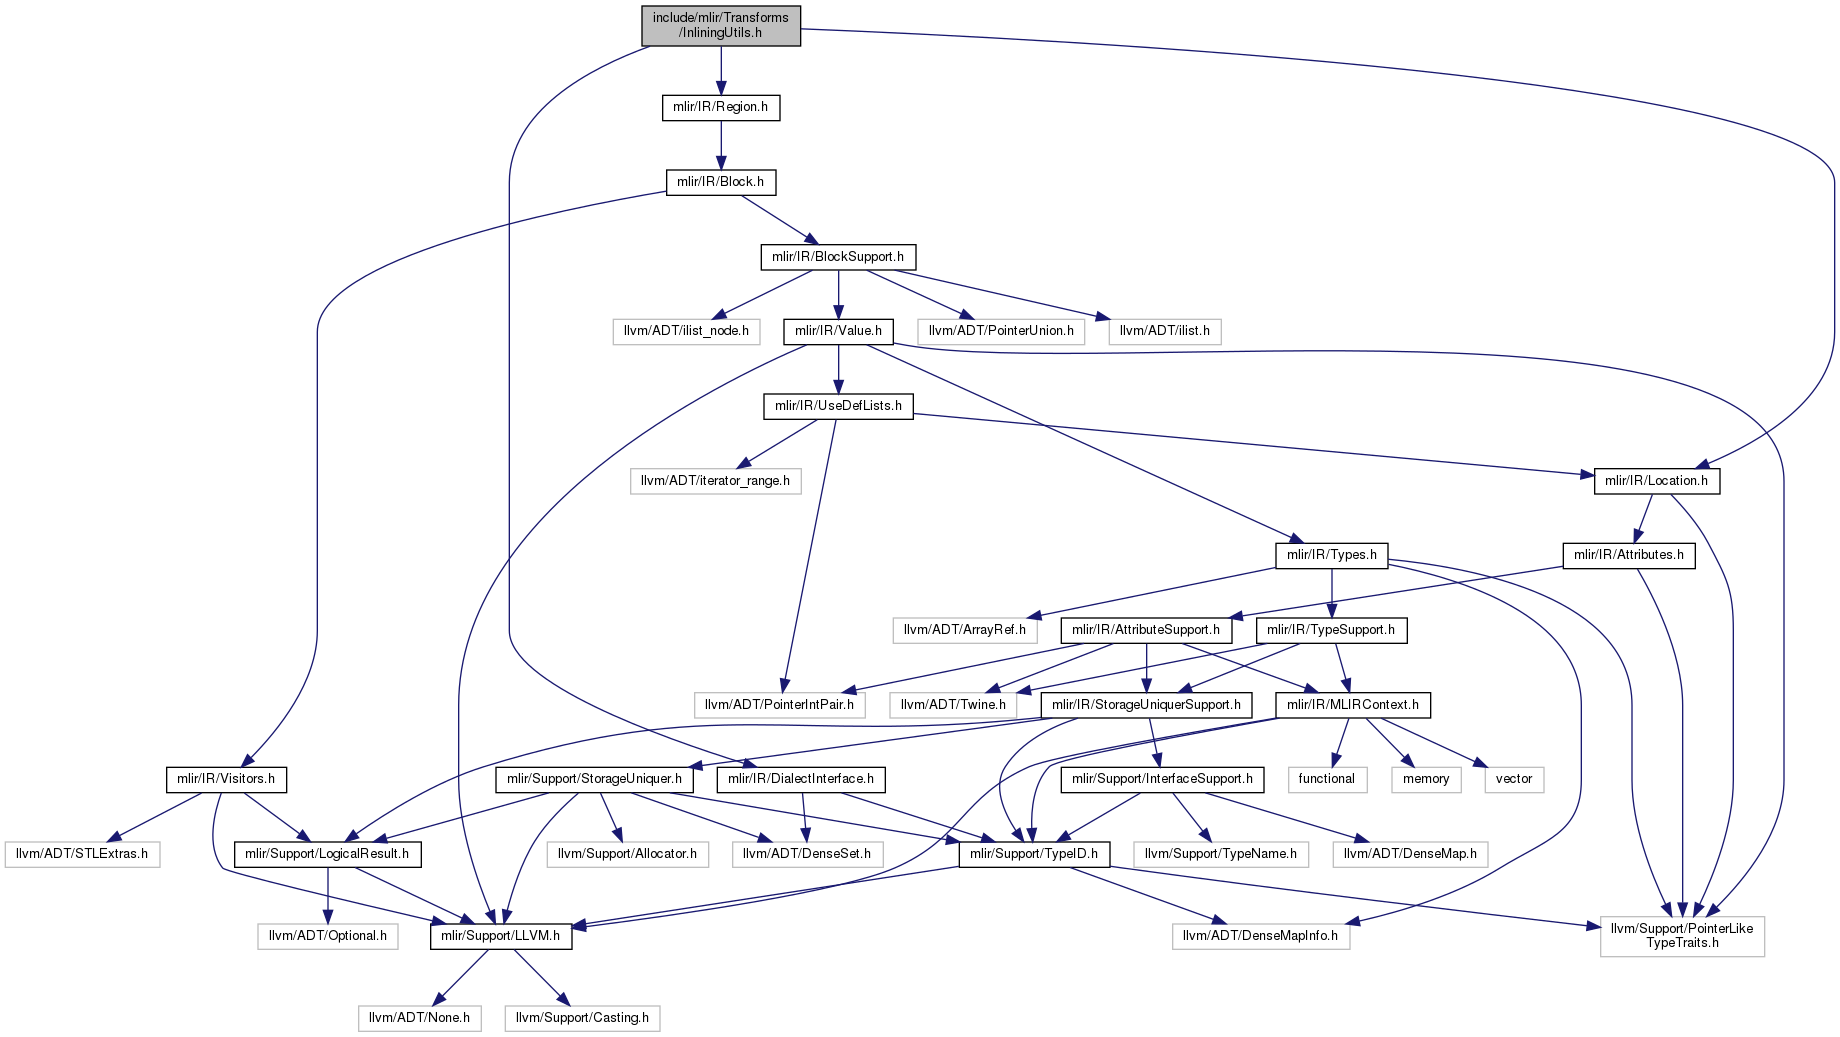 include/mlir/Transforms
/InliningUtils.h
mlir/IR/Region.h
mlir/IR/Block.h
mlir/IR/BlockSupport.h
llvm/ADT/ilist_node.h
mlir/IR/Value.h
llvm/ADT/PointerUnion.h
llvm/ADT/ilist.h
mlir/IR/UseDefLists.h
llvm/ADT/iterator_range.h
mlir/IR/Location.h
mlir/IR/Types.h
mlir/IR/Attributes.h
llvm/ADT/ArrayRef.h
mlir/IR/AttributeSupport.h
mlir/IR/TypeSupport.h
llvm/ADT/PointerIntPair.h
llvm/ADT/Twine.h
mlir/IR/StorageUniquerSupport.h
mlir/IR/MLIRContext.h
mlir/IR/Visitors.h
mlir/Support/StorageUniquer.h
mlir/IR/DialectInterface.h
mlir/Support/InterfaceSupport.h
functional
memory
vector
llvm/ADT/STLExtras.h
mlir/Support/LogicalResult.h
llvm/Support/Allocator.h
llvm/ADT/DenseSet.h
mlir/Support/TypeID.h
llvm/Support/TypeName.h
llvm/ADT/DenseMap.h
llvm/ADT/Optional.h
mlir/Support/LLVM.h
llvm/ADT/DenseMapInfo.h
llvm/Support/PointerLike
TypeTraits.h
llvm/ADT/None.h
llvm/Support/Casting.h